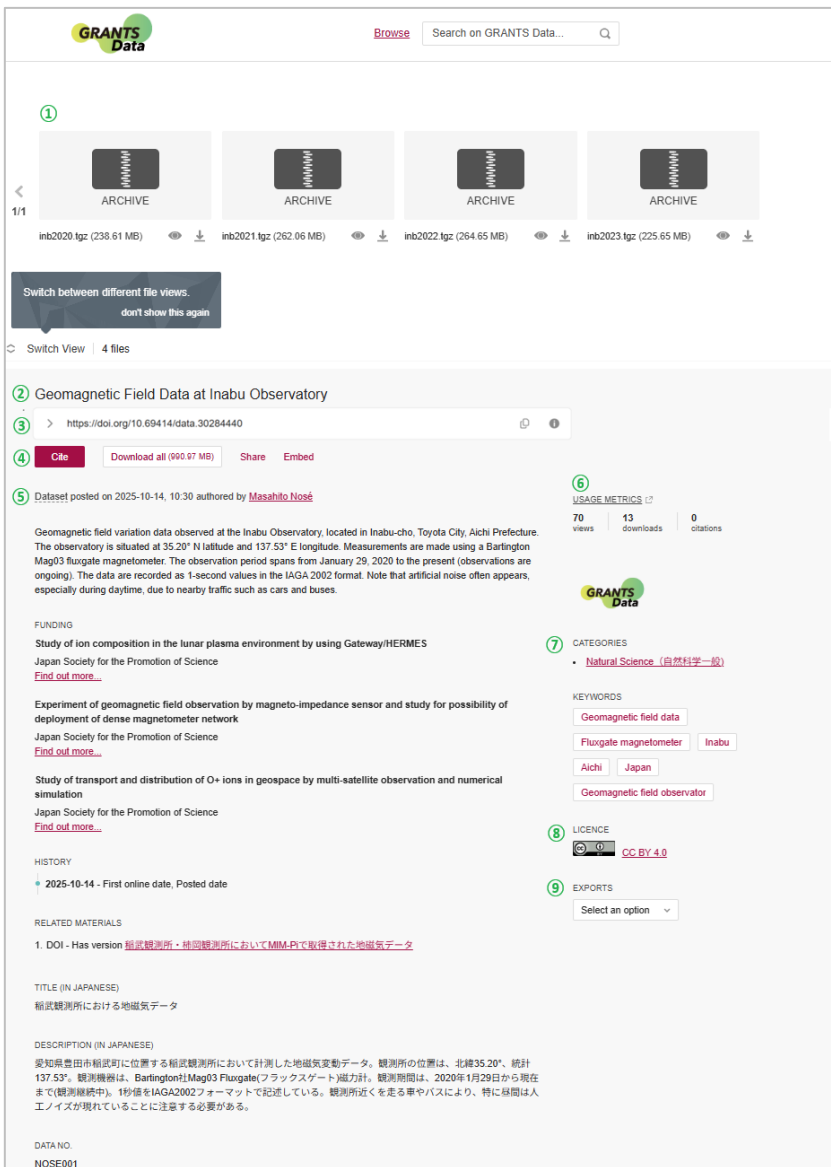 GRANTS
Data
Browse
Search on GRANTS Data...
①
ARCHIVE
ARCHIVE
ARCHIVE
ARCHIVE
1/1
inb2020.tgz (238.61 MB)
inb2021.tgz (262.06 MB)
inb2022.tgz (264.65 MB)
inb2023.tgz (225.65 MB)
Switch between different file views.
don't show this again
Switch View
4 files
② Geomagnetic Field Data at Inabu Observatory
③ https://doi.org/10.69414/data.30284440
④ Cite Download all (990.97 MB) Share Embed
⑤ Dataset posted on 2025-10-14, 10:30 authored by Masahito Nosé
Geomagnetic field variation data observed at the Inabu Observatory, located in Inabu-cho, Toyota City, Aichi Prefecture.
The observatory is situated at 35.20° N latitude and 137.53° E longitude. Measurements are made using a Bartington
Mag03 fluxgate magnetometer. The observation period spans from January 29, 2020 to the present (observations are
ongoing). The data are recorded as 1-second values in the IAGA 2002 format. Note that artificial noise often appears,
especially during daytime, due to nearby traffic such as cars and buses.
FUNDING
Study of ion composition in the lunar plasma environment by using Gateway/HERMES
Japan Society for the Promotion of Science
Find out more...
Experiment of geomagnetic field observation by magneto-impedance sensor and study for possibility of
deployment of dense magnetometer network
Japan Society for the Promotion of Science
Find out more...
Study of transport and distribution of O+ ions in geospace by multi-satellite observation and numerical
simulation
Japan Society for the Promotion of Science
Find out more...
HISTORY
2025-10-14 - First online date, Posted date
RELATED MATERIALS
1. DOI - Has version 稲武観測所・柿岡観測所においてMIM-Piで取得された地磁気データ
TITLE (IN JAPANESE)
稲武観測所における地磁気データ
DESCRIPTION (IN JAPANESE)
愛知県豊田市稲武町に位置する稲武観測所において計測した地磁気変動データ。観測所の位置は、北緯35.20°、統計
137.53°。観測機器は、Bartington社Mag03 Fluxgate(フラックスゲート)磁力計。観測期間は、2020年1月29日から現在
まで(観測継続中)。1秒値をIAGA2002フォーマットで記述している。観測所近くを走る車やバスにより、特に昼間は人
工ノイズが現れていることに注意する必要がある。
DATA NO.
NOSE001
⑥
USAGE METRICS
70 13 0
views downloads citations
GRANTS
Data
⑦ CATEGORIES
• Natural Science（自然科学一般）
KEYWORDS
Geomagnetic field data
Fluxgate magnetometer Inabu
Aichi Japan
Geomagnetic field observator
⑧ LICENCE
CC BY 4.0
⑨ EXPORTS
Select an option